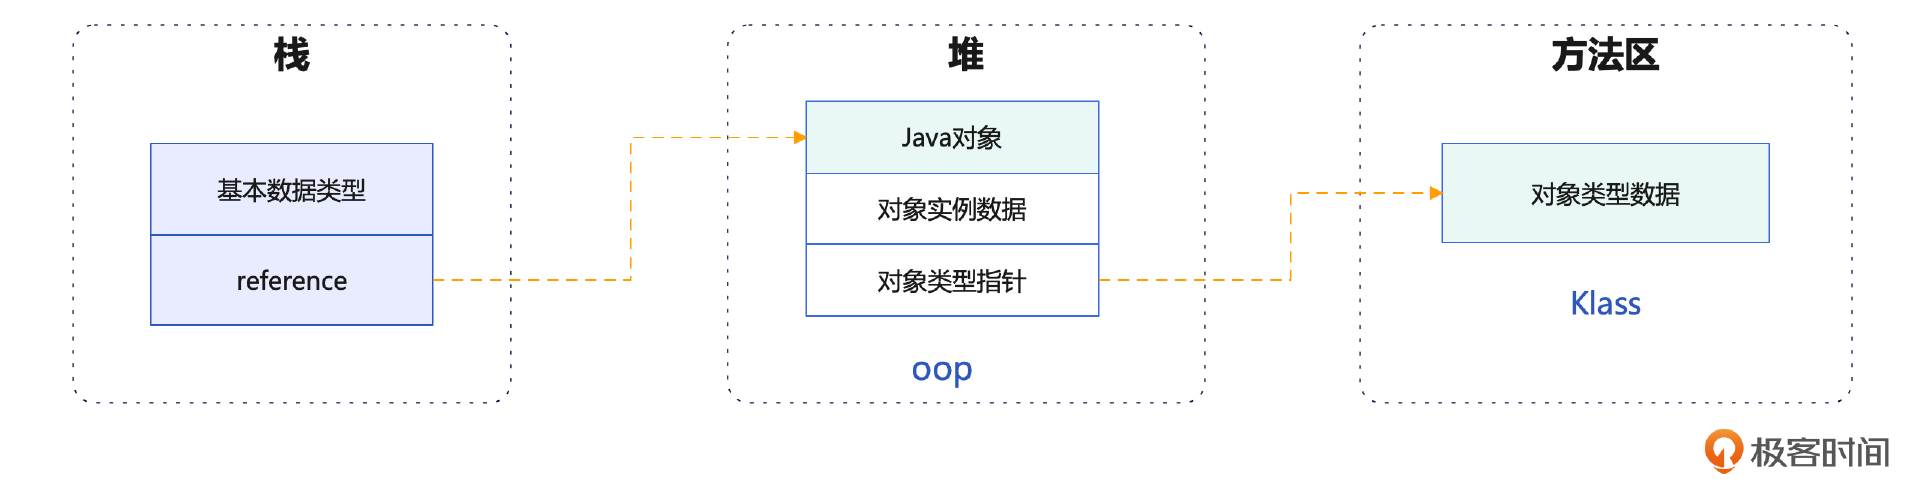 栈
基本数据类型
reference
堆
Java对象
对象实例数据
对象类型指针
oop
方法区
对象类型数据
Klass
极客时间